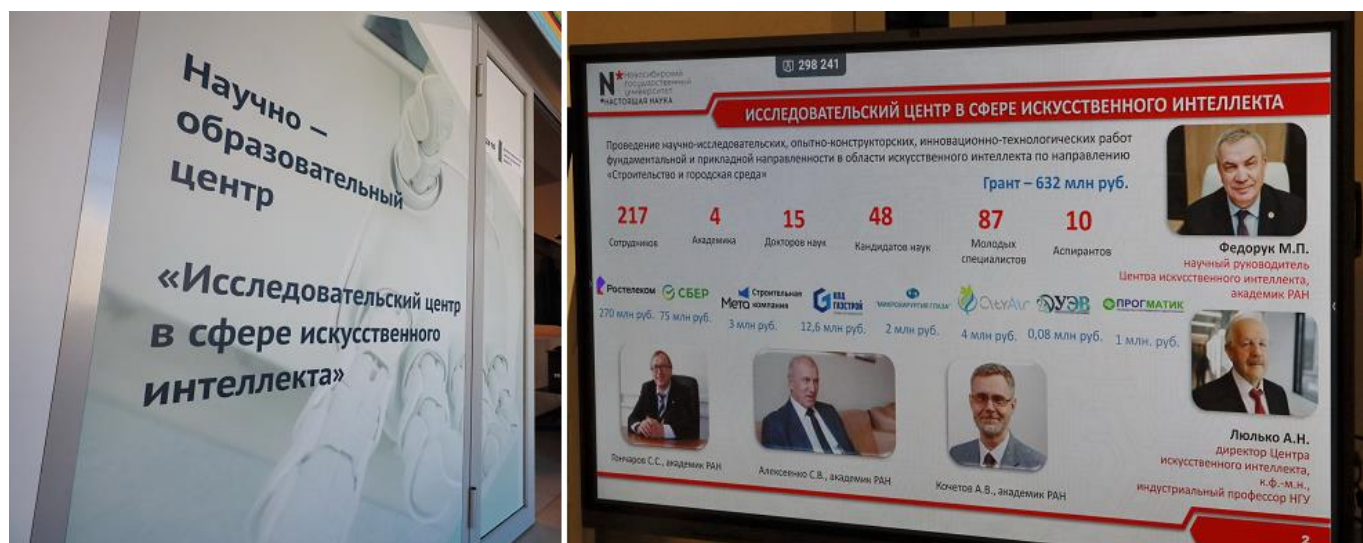 Научно –
образовательный
центр
«Исследовательский центр
в сфере искусственного
интеллекта»
298 241
Новосибирский
государственный
университет
*НАСТОЯЩАЯ НАУКА
ИССЛЕДОВАТЕЛЬСКИЙ ЦЕНТР В СФЕРЕ ИСКУССТВЕННОГО ИНТЕЛЛЕКТА
Проведение научно-исследовательских, опытно-конструкторских, инновационно-технологических работ
фундаментальной и прикладной направленности в области искусственного интеллекта по направлению
«Строительство и городская среда»
Грант – 632 млн руб.
217 4 15 48 87 10
Сотрудников Академика Докторов наук Кандидатов наук Молодых специалистов Аспирантов
Федорук М.П.
научный руководитель
Центра искусственного интеллекта,
академик РАН
Ростелеком СБЕР Мета Строительная компания КПД ГАЗСТРОЙ "МИКРОХИРУРГИЯ ГЛАЗА" CityAir УЭВ ПРОГМАТИК
270 млн руб. 75 млн руб. 3 млн руб. 12,6 млн руб. 2 млн руб. 4 млн руб. 0,08 млн руб. 1 млн. руб.
Гончаров С.С., академик РАН
Алексеенко С.В., академик РАН
Кочетов А.В., академик РАН
Люлько А.Н.
директор Центра
искусственного интеллекта,
к.ф.-м.н.,
индустриальный профессор НГУ
2